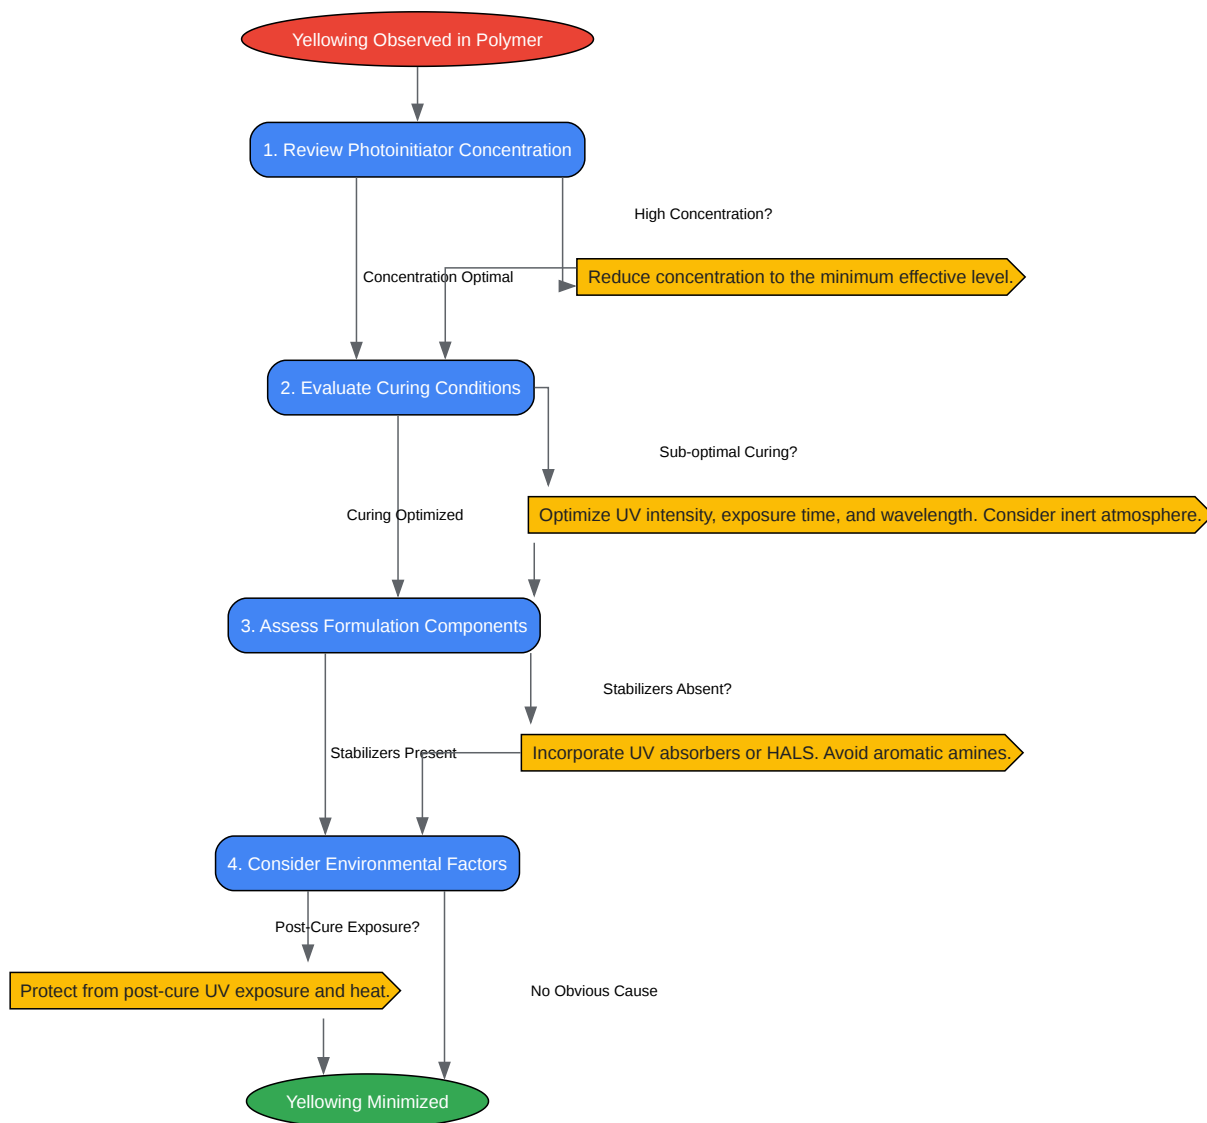 Yellowing Observed in Polymer
1. Review Photoinitiator Concentration
High Concentration?
Concentration Optimal
Reduce concentration to the minimum effective level.
2. Evaluate Curing Conditions
Sub-optimal Curing?
Curing Optimized
Optimize UV intensity, exposure time, and wavelength. Consider inert atmosphere.
3. Assess Formulation Components
Stabilizers Absent?
Stabilizers Present
Incorporate UV absorbers or HALS. Avoid aromatic amines.
4. Consider Environmental Factors
Post-Cure Exposure?
Protect from post-cure UV exposure and heat.
No Obvious Cause
Yellowing Minimized